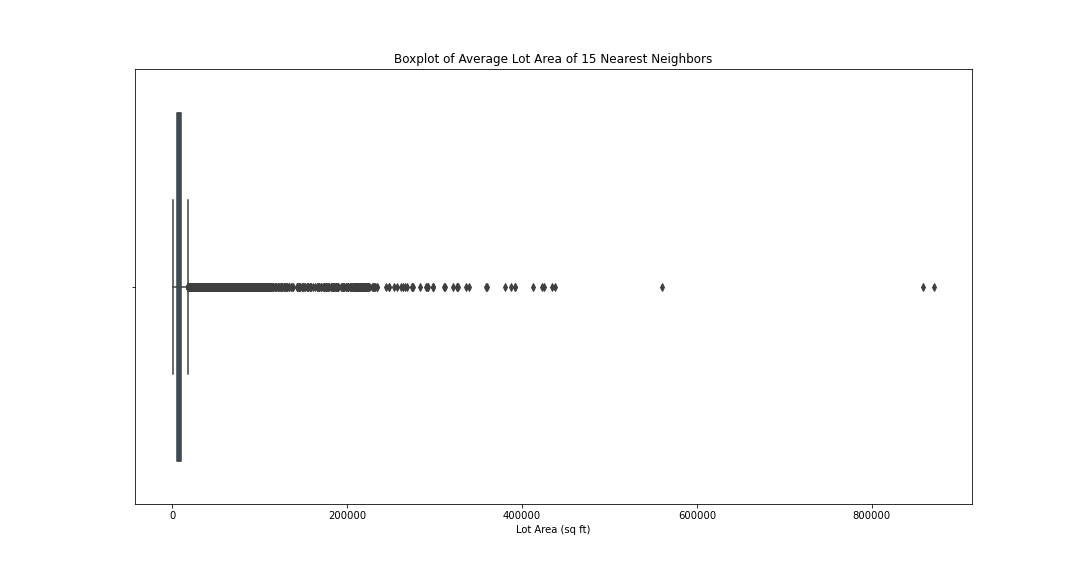 Boxplot of Average Lot Area of 15 Nearest Neighbors
0 200000 400000 600000 800000
Lot Area (sq ft)